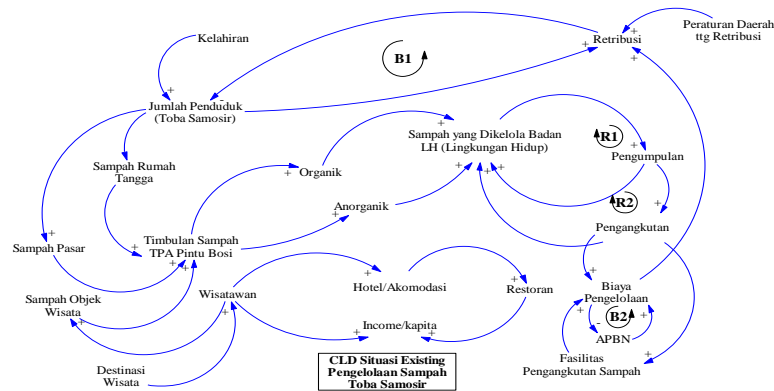 Kelahiran
Peraturan Daerah
ttg Retribusi
Retribusi
B1
Jumlah Penduduk
(Toba Samosir)
Sampah yang Dikelola Badan
LH (Lingkungan Hidup)
R1
Pengumpulan
Sampah Rumah
Tangga
Organik
R2
Anorganik
Pengangkutan
Sampah Pasar
Timbulan Sampah
TPA Pintu Bosi
Hotel/Akomodasi
Restoran
Biaya
Pengelolaan
Sampah Objek
Wisata
Wisatawan
B2
Income/kapita
APBN
Destinasi
Wisata
CLD Situasi Existing
Pengelolaan Sampah
Toba Samosir
Fasilitas
Pengangkutan Sampah